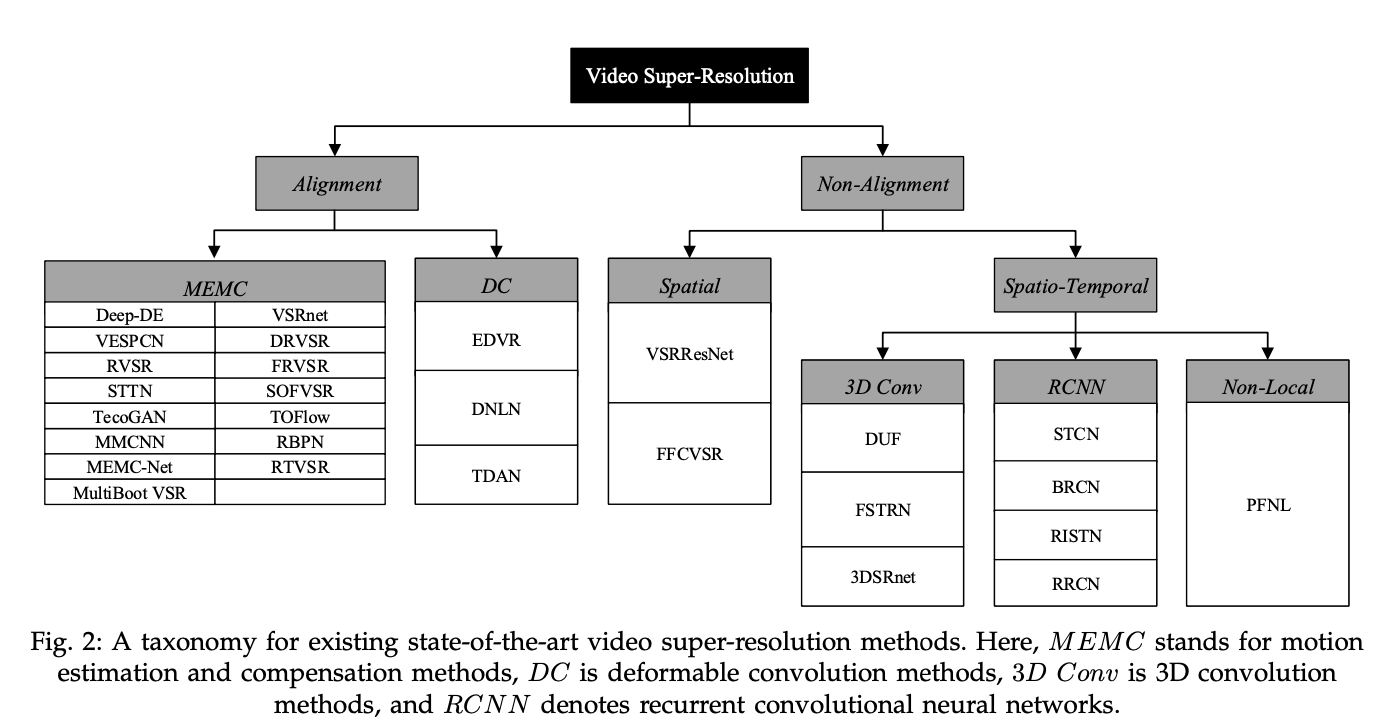 Video Super-Resolution
Alignment
Non-Alignment
MEMC
Deep-DE
VSRnet
VESPCN
DRVSR
RVSR
FRVSR
STTN
SOFVSR
TecoGAN
TOFlow
MMCNN
RBPN
MEMC-Net
RTVSR
MultiBoot VSR
DC
EDVR
DNLN
TDAN
Spatial
VSRResNet
FFCVSR
Spatio-Temporal
3D Conv
DUF
FSTRN
3DSRnet
RCNN
STCN
BRCN
RISTN
RRCN
Non-Local
PFNL
Fig. 2: A taxonomy for existing state-of-the-art video super-resolution methods. Here, MEMC stands for motion
estimation and compensation methods, DC is deformable convolution methods, 3D Conv is 3D convolution
methods, and RCNN denotes recurrent convolutional neural networks.